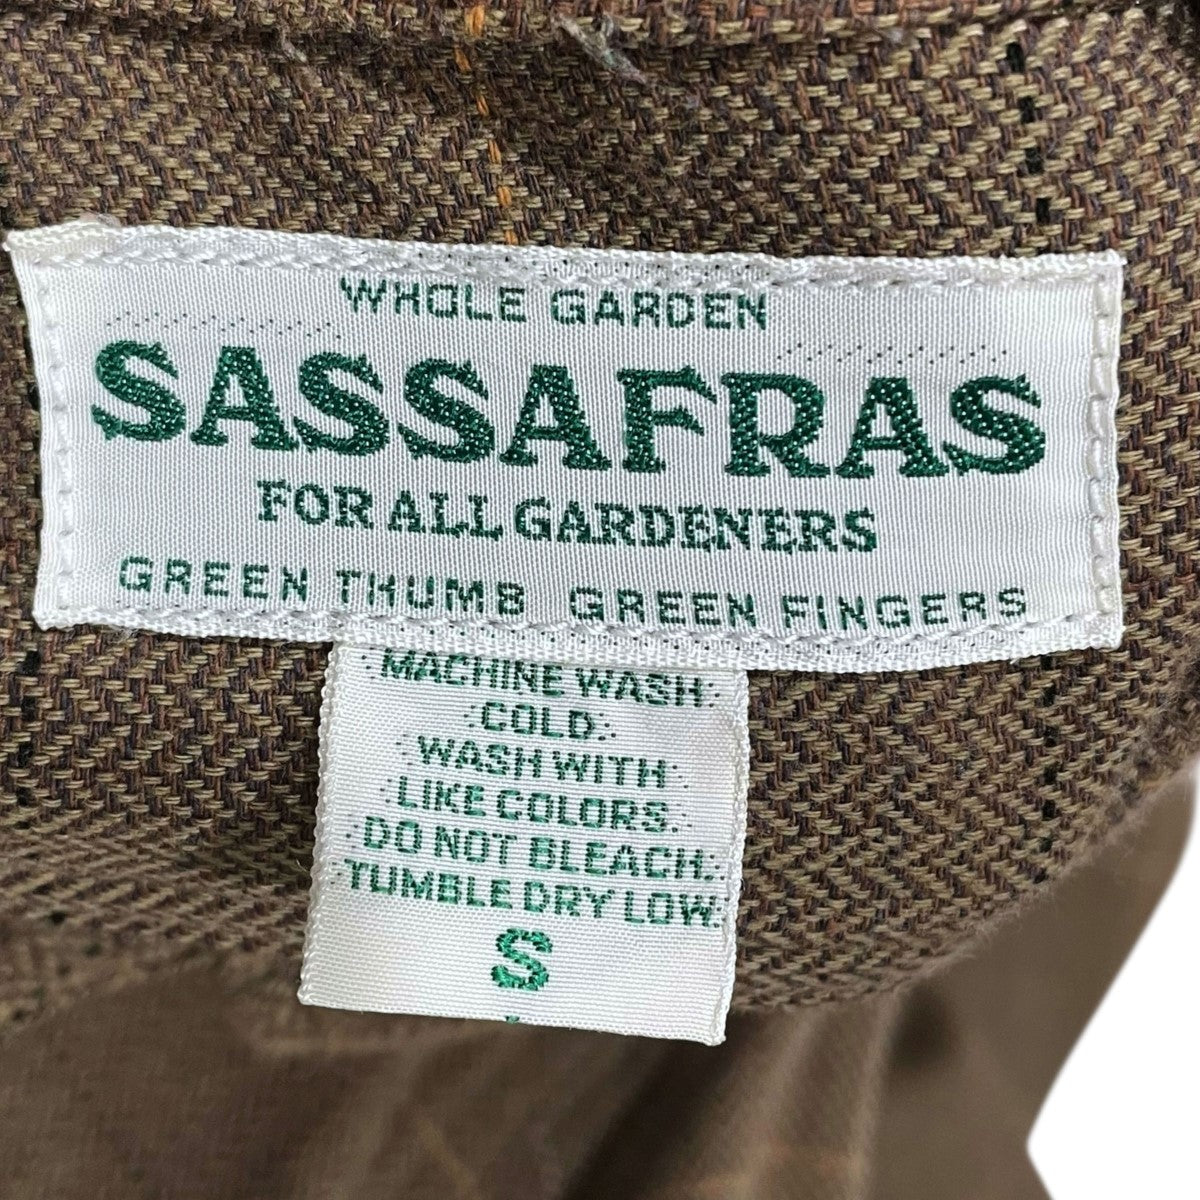 WHOLE GARDEN
SASSAFRAS
FOR ALL GARDENERS
GREEN THUMB GREEN FINGERS
MACHINE WASH
COLD.
WASH WITH
LIKE COLORS.
DO NOT BLEACH.
TUMBLE DRY LOW.
S